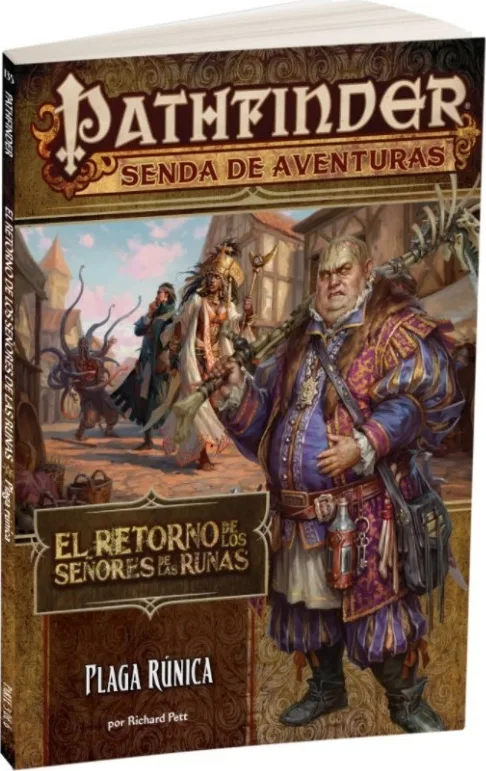 PATHFINDER®
SENDA DE AVENTURAS
EL RETORNO DE LOS
SEÑORES DE LAS RUNAS
PLAGA RÚNICA
por Richard Pett
PATHFINDER
EL RETORNO DE LOS SEÑORES DE LAS RUNAS
Plaga rúnica